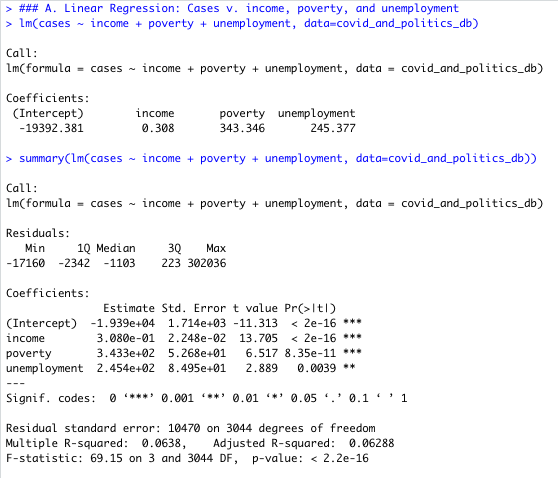 > ### A. Linear Regression: Cases v. income, poverty, and unemployment
> lm(cases ~ income + poverty + unemployment, data=covid_and_politics_db)
Call:
lm(formula = cases ~ income + poverty + unemployment, data = covid_and_politics_db)
Coefficients:
(Intercept) income poverty unemployment
-19392.381 0.308 343.346 245.377
> summary(lm(cases ~ income + poverty + unemployment, data=covid_and_politics_db))
Call:
lm(formula = cases ~ income + poverty + unemployment, data = covid_and_politics_db)
Residuals:
Min 1Q Median 3Q Max
-17160 -2342 -1103 223 302036
Coefficients:
Estimate Std. Error t value Pr(>|t|)
(Intercept) -1.939e+04 1.714e+03 -11.313 < 2e-16 ***
income 3.080e-01 2.248e-02 13.705 < 2e-16 ***
poverty 3.433e+02 5.268e+01 6.517 8.35e-11 ***
unemployment 2.454e+02 8.495e+01 2.889 0.0039 **
---
Signif. codes: 0 ‘***’ 0.001 ‘**’ 0.01 ‘*’ 0.05 ‘.’ 0.1 ‘ ’ 1
Residual standard error: 10470 on 3044 degrees of freedom
Multiple R-squared: 0.0638, Adjusted R-squared: 0.06288
F-statistic: 69.15 on 3 and 3044 DF, p-value: < 2.2e-16